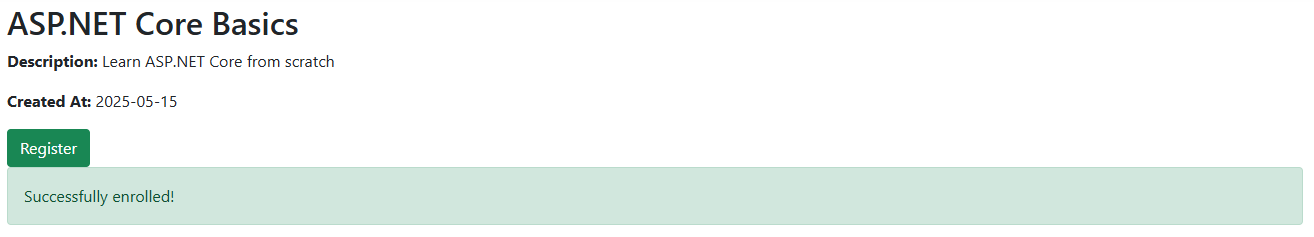 ASP.NET Core Basics
Description: Learn ASP.NET Core from scratch
Created At: 2025-05-15
Register
Successfully enrolled!